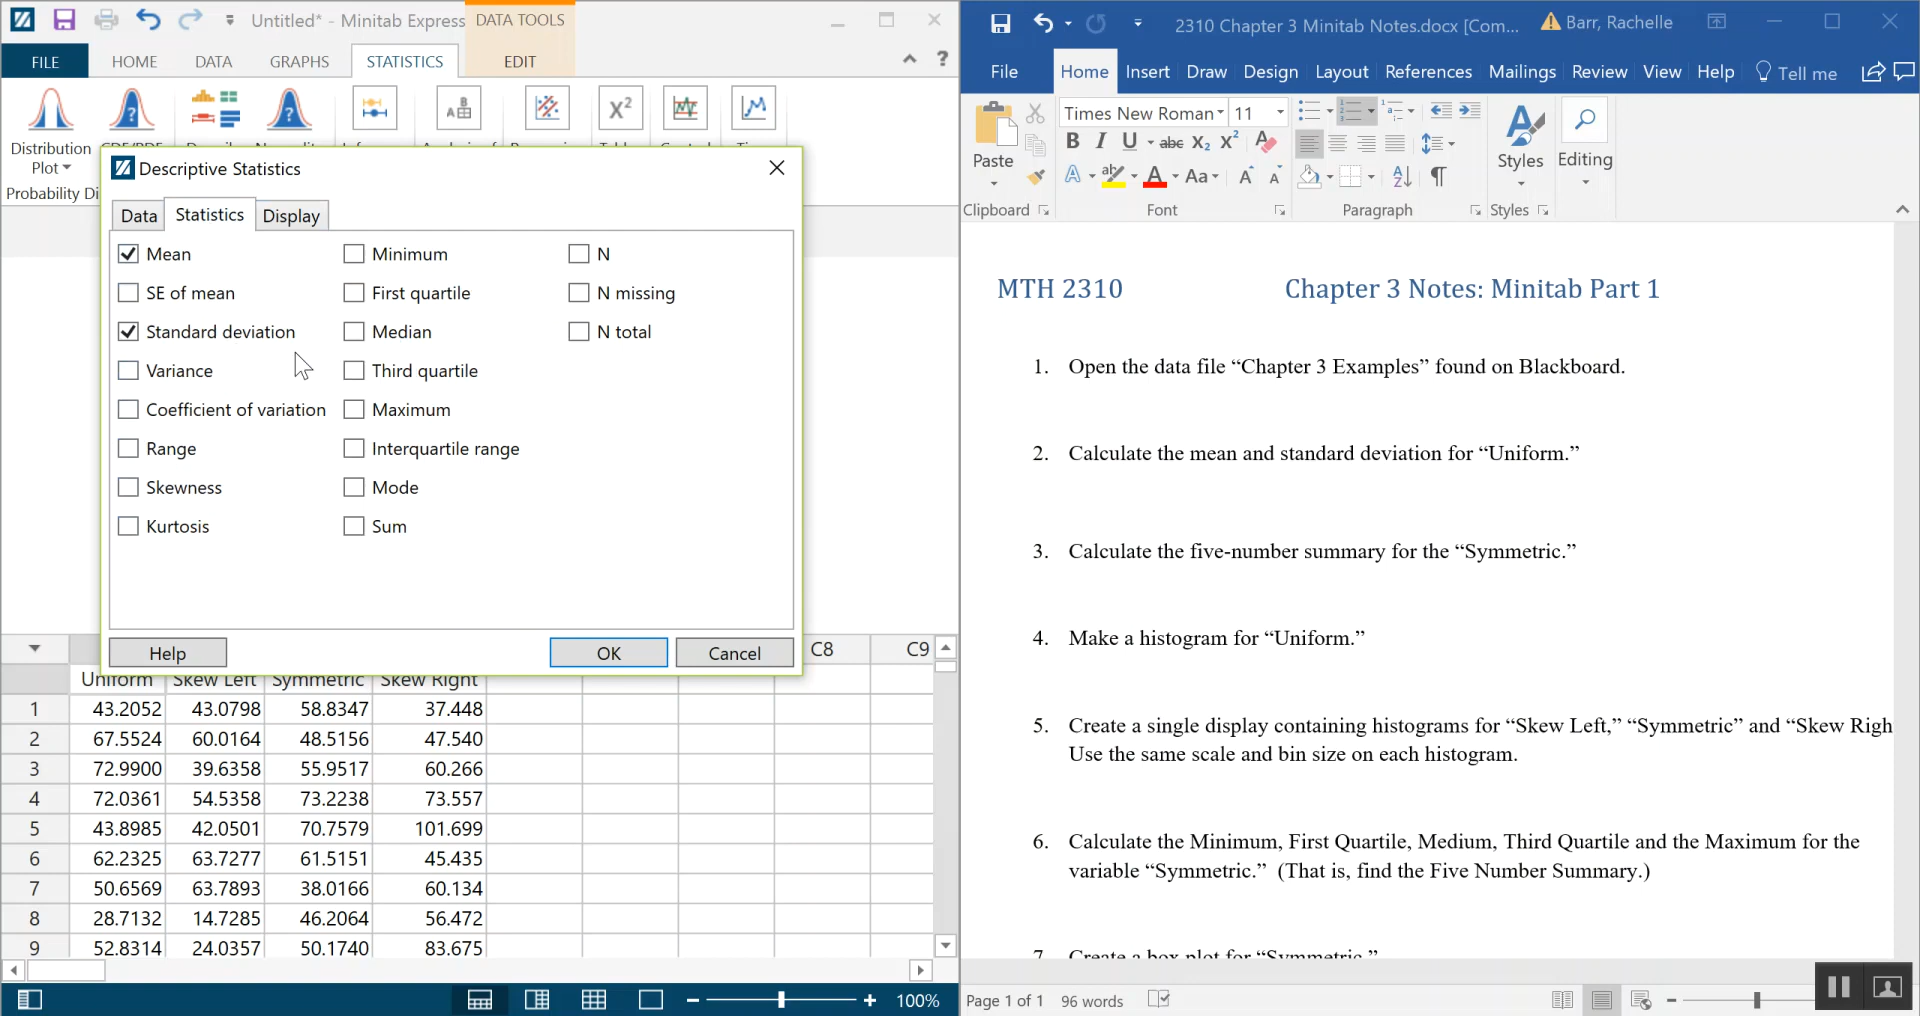 Untitled* - Minitab Express
DATA TOOLS
FILE HOME DATA GRAPHS STATISTICS EDIT
Distribution
Plot
Probability Di
Descriptive Statistics
Data Statistics Display
Mean Minimum N
SE of mean First quartile N missing
Standard deviation Median N total
Variance Third quartile
Coefficient of variation Maximum
Range Interquartile range
Skewness Mode
Kurtosis Sum
Help OK Cancel
C8 C9
Uniform Skew Left Symmetric Skew Right
1 43.2052 43.0798 58.8347 37.448
2 67.5524 60.0164 48.5156 47.540
3 72.9900 39.6358 55.9517 60.266
4 72.0361 54.5358 73.2238 73.557
5 43.8985 42.0501 70.7579 101.699
6 62.2325 63.7277 61.5151 45.435
7 50.6569 63.7893 38.0166 60.134
8 28.7132 14.7285 46.2064 56.472
9 52.8314 24.0357 50.1740 83.675
100%
2310 Chapter 3 Minitab Notes.docx [Com... Barr, Rachelle
File Home Insert Draw Design Layout References Mailings Review View Help Tell me
Times New Roman 11
Paste
Styles
Editing
Clipboard Font Paragraph Styles
MTH 2310 Chapter 3 Notes: Minitab Part 1
1. Open the data file “Chapter 3 Examples” found on Blackboard.
2. Calculate the mean and standard deviation for “Uniform.”
3. Calculate the five-number summary for the “Symmetric.”
4. Make a histogram for “Uniform.”
5. Create a single display containing histograms for “Skew Left,” “Symmetric” and “Skew Righ
Use the same scale and bin size on each histogram.
6. Calculate the Minimum, First Quartile, Medium, Third Quartile and the Maximum for the
variable “Symmetric.” (That is, find the Five Number Summary.)
7. Create a box plot for “Symmetric.”
Page 1 of 1 96 words